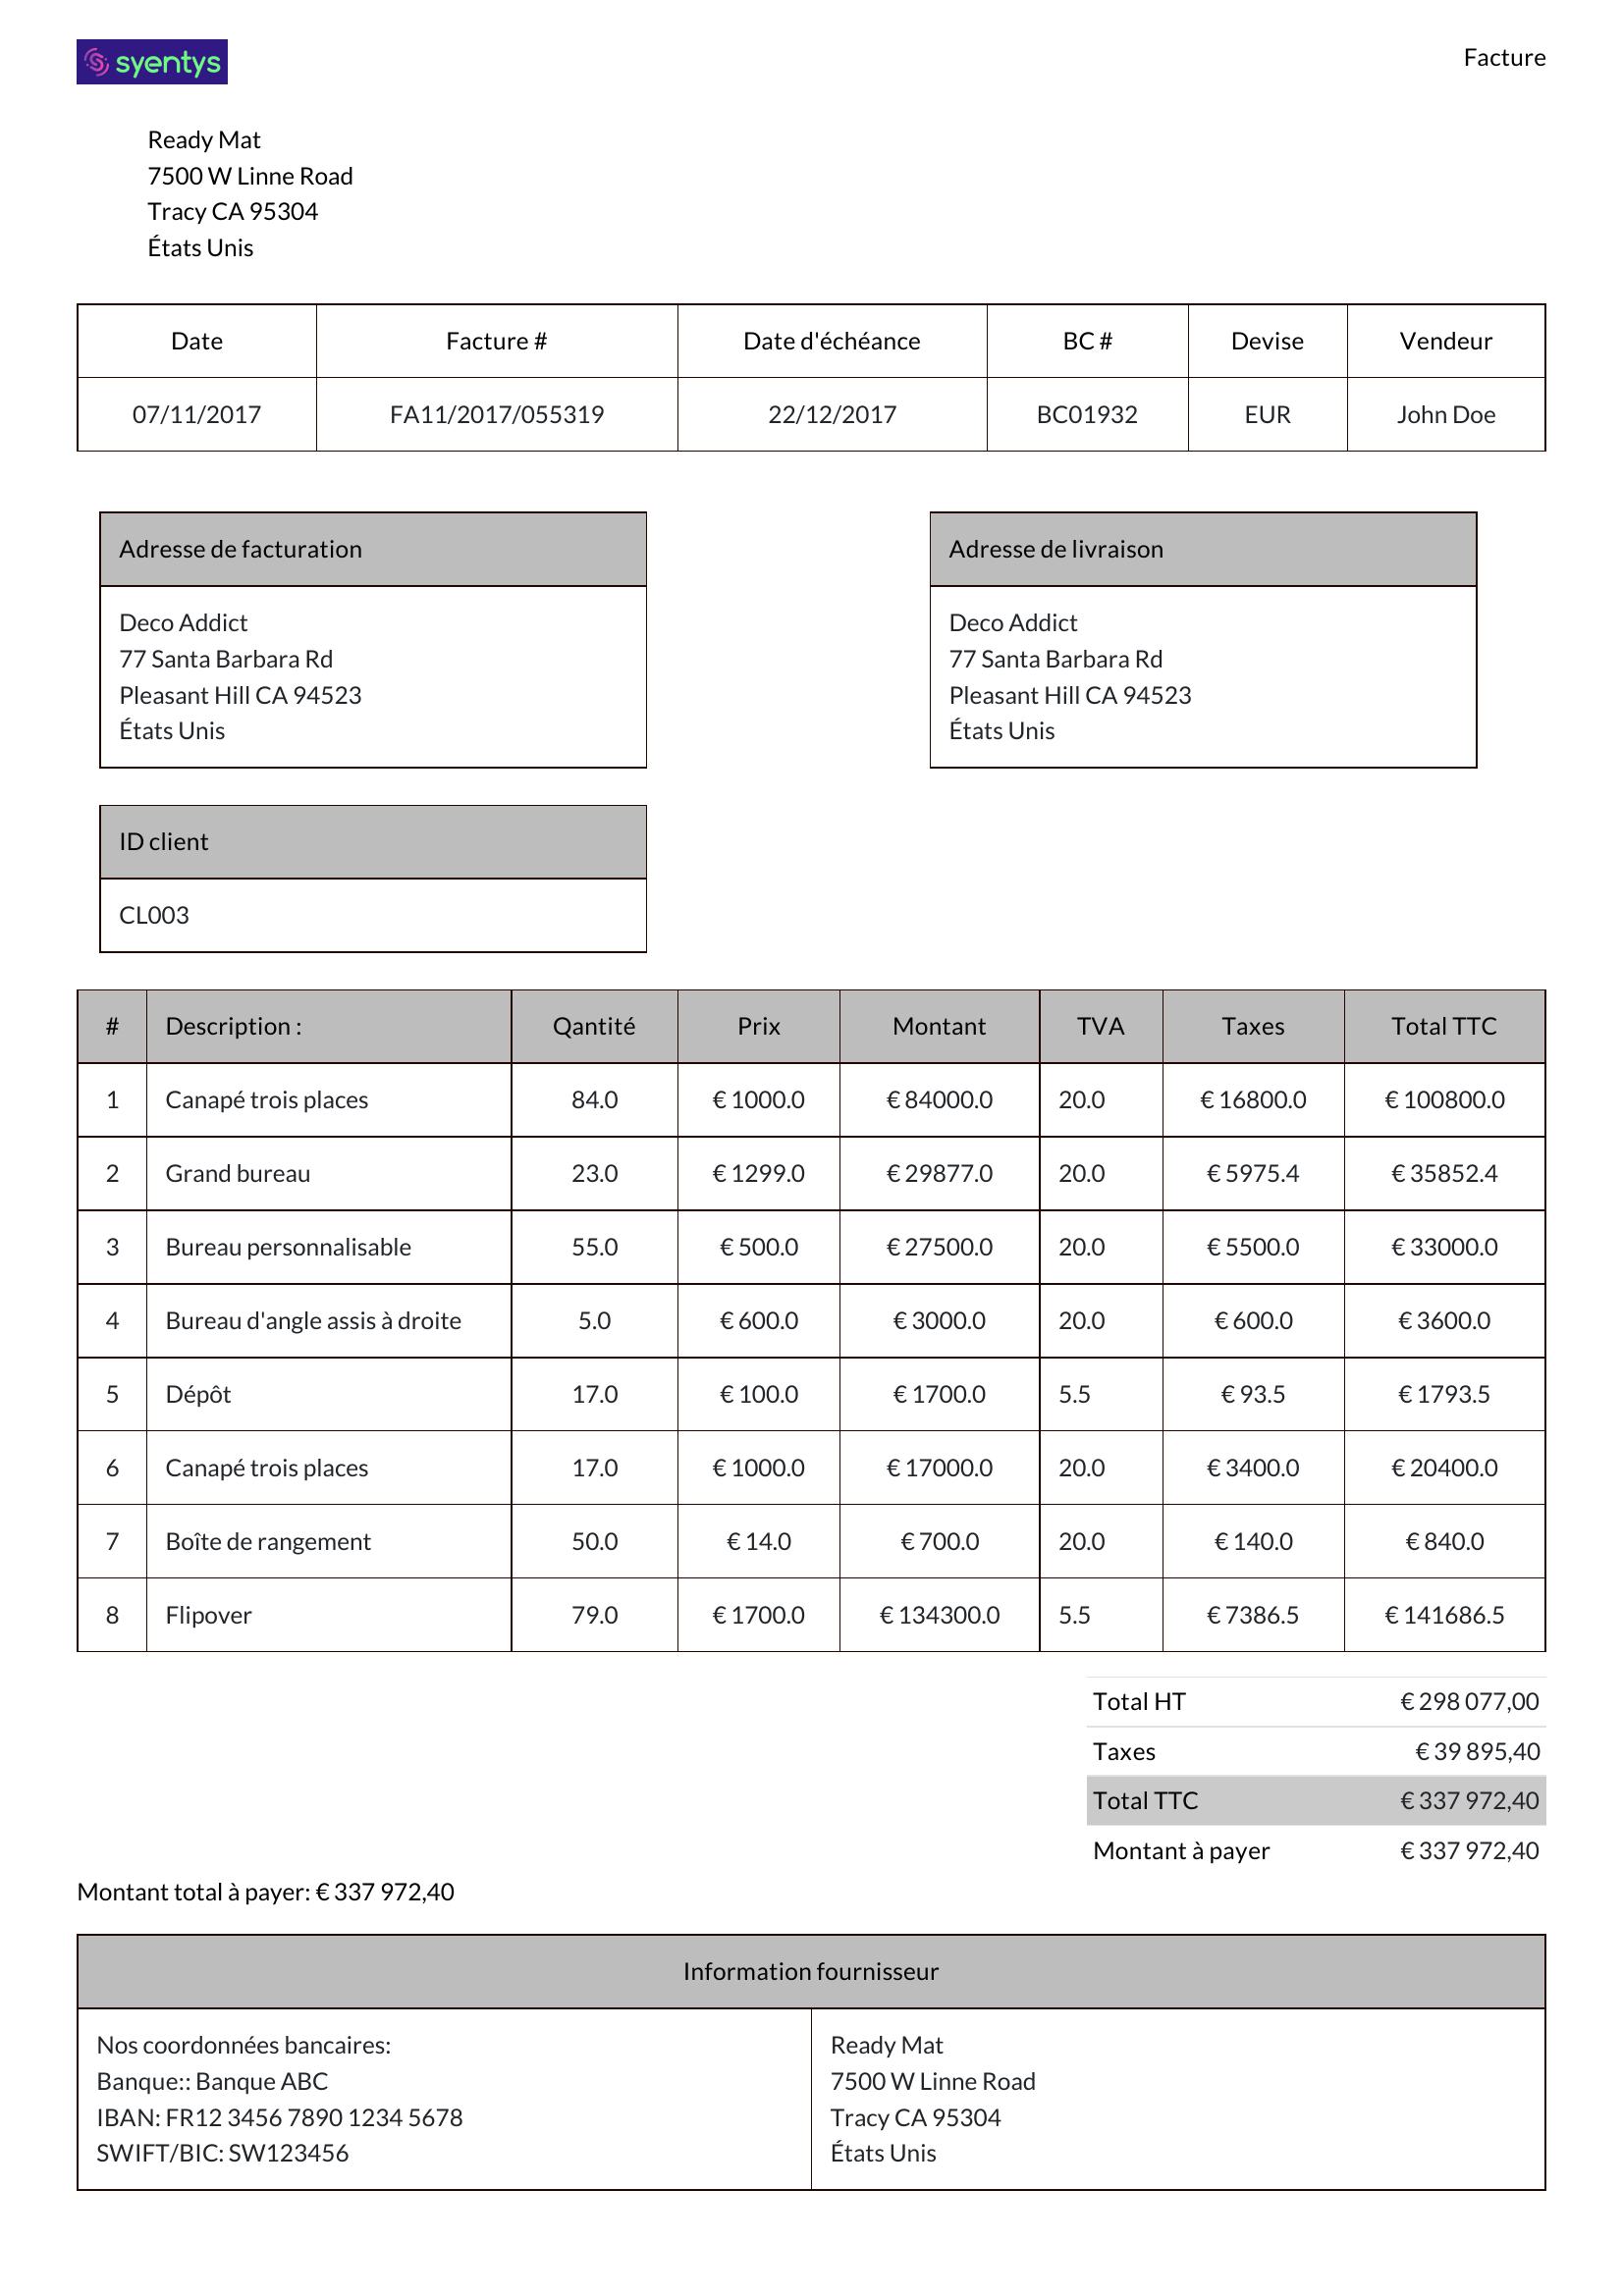 syentys
Facture
Ready Mat
7500 W Linne Road
Tracy CA 95304
États Unis
Date Facture # Date d'échéance BC # Devise Vendeur
07/11/2017 FA11/2017/055319 22/12/2017 BC01932 EUR John Doe
Adresse de facturation
Deco Addict
77 Santa Barbara Rd
Pleasant Hill CA 94523
États Unis
Adresse de livraison
Deco Addict
77 Santa Barbara Rd
Pleasant Hill CA 94523
États Unis
ID client
CL003
# Description : Qantité Prix Montant TVA Taxes Total TTC
1 Canapé trois places 84.0 € 1000.0 € 84000.0 20.0 € 16800.0 € 100800.0
2 Grand bureau 23.0 € 1299.0 € 29877.0 20.0 € 5975.4 € 35852.4
3 Bureau personnalisable 55.0 € 500.0 € 27500.0 20.0 € 5500.0 € 33000.0
4 Bureau d'angle assis à droite 5.0 € 600.0 € 3000.0 20.0 € 600.0 € 3600.0
5 Dépôt 17.0 € 100.0 € 1700.0 5.5 € 93.5 € 1793.5
6 Canapé trois places 17.0 € 1000.0 € 17000.0 20.0 € 3400.0 € 20400.0
7 Boîte de rangement 50.0 € 14.0 € 700.0 20.0 € 140.0 € 840.0
8 Flipover 79.0 € 1700.0 € 134300.0 5.5 € 7386.5 € 141686.5
Total HT € 298 077,00
Taxes € 39 895,40
Total TTC € 337 972,40
Montant à payer € 337 972,40
Montant total à payer: € 337 972,40
Information fournisseur
Nos coordonnées bancaires:
Banque:: Banque ABC
IBAN: FR12 3456 7890 1234 5678
SWIFT/BIC: SW123456
Ready Mat
7500 W Linne Road
Tracy CA 95304
États Unis